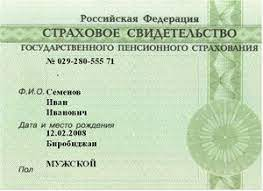 Российская Федерация
СТРАХОВОЕ СВИДЕТЕЛЬСТВО
ГОСУДАРСТВЕННОГО ПЕНСИОННОГО СТРАХОВАНИЯ
№ 029-280-555 71
Ф.И.О. Семенов
Иван
Иванович
Дата и место рождения
12.02.2008
Биробиджан
Пол МУЖСКОЙ